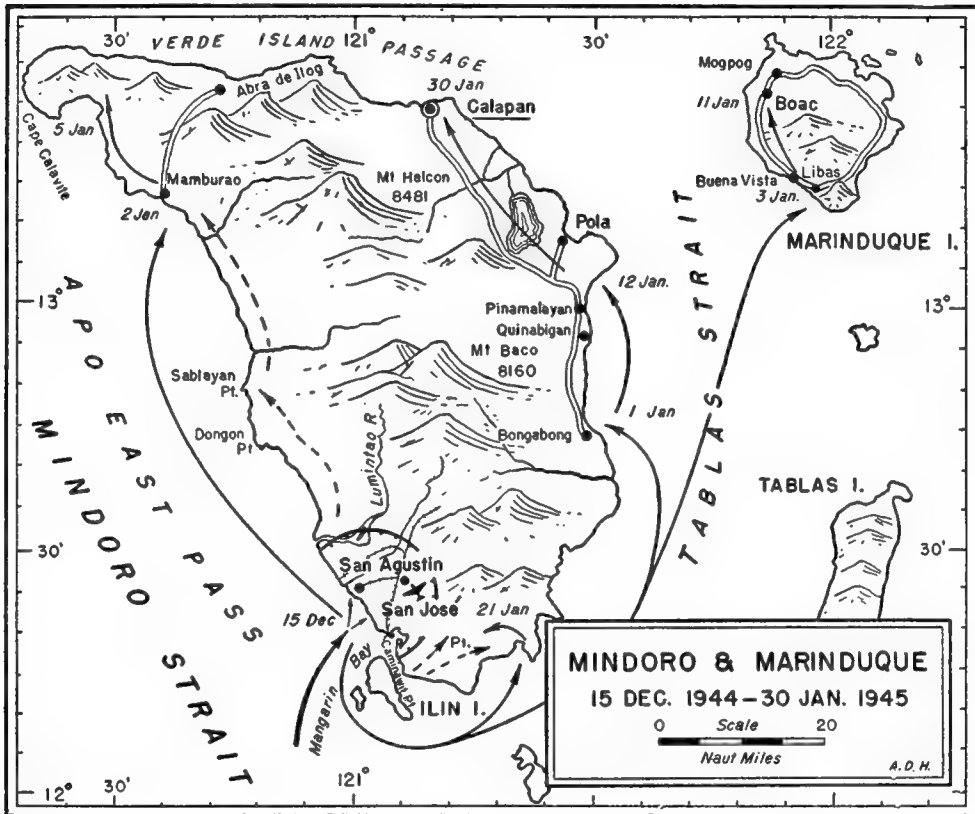 30' 121° 30' 122°
VERDE ISLAND PASSAGE
Mogpog
Abra de Ilog
30 Jan
Calapan
11 Jan
Boac
5 Jan
Cape Calavite
Mt Halcon
8481
Mamburao
Libas
Buena Vista
3 Jan.
2 Jan
Pola
MARINDUQUE I.
12 Jan.
13° 13°
Pinamalayan
Quinabigan
Mt Baco
8160
Sablayan
Pt.
1 Jan
Dongon
Pt
Bongabong
Lumintao R
TABLAS STRAIT
TABLAS STRAIT
APO EAST PASS
MINDORO STRAIT
TABLAS I.
30' 30'
San Agustin
San Jose
21 Jan
15 Dec
Pt.
Mangarin Bay
Caminawit Pt.
ILIN I.
MINDORO & MARINDUQUE
15 DEC. 1944–30 JAN. 1945
0 Scale 20
Naut Miles
A.D.H.
12° 30' 121°